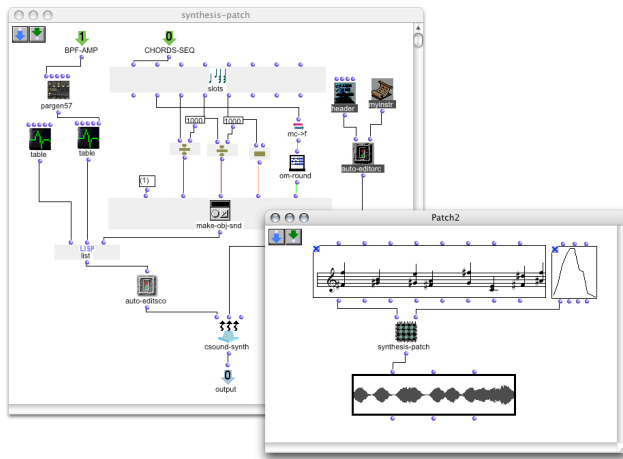 synthesis-patch
1
0
BPF-AMP
CHORDS-SEQ
slots
pargen57
header
myinstr
1000
1000
mc->f
table
table
auto-editorc
om-round
(1)
make-obj-snd
LISP
list
auto-editsco
csound-synth
0
output
Patch2
synthesis-patch